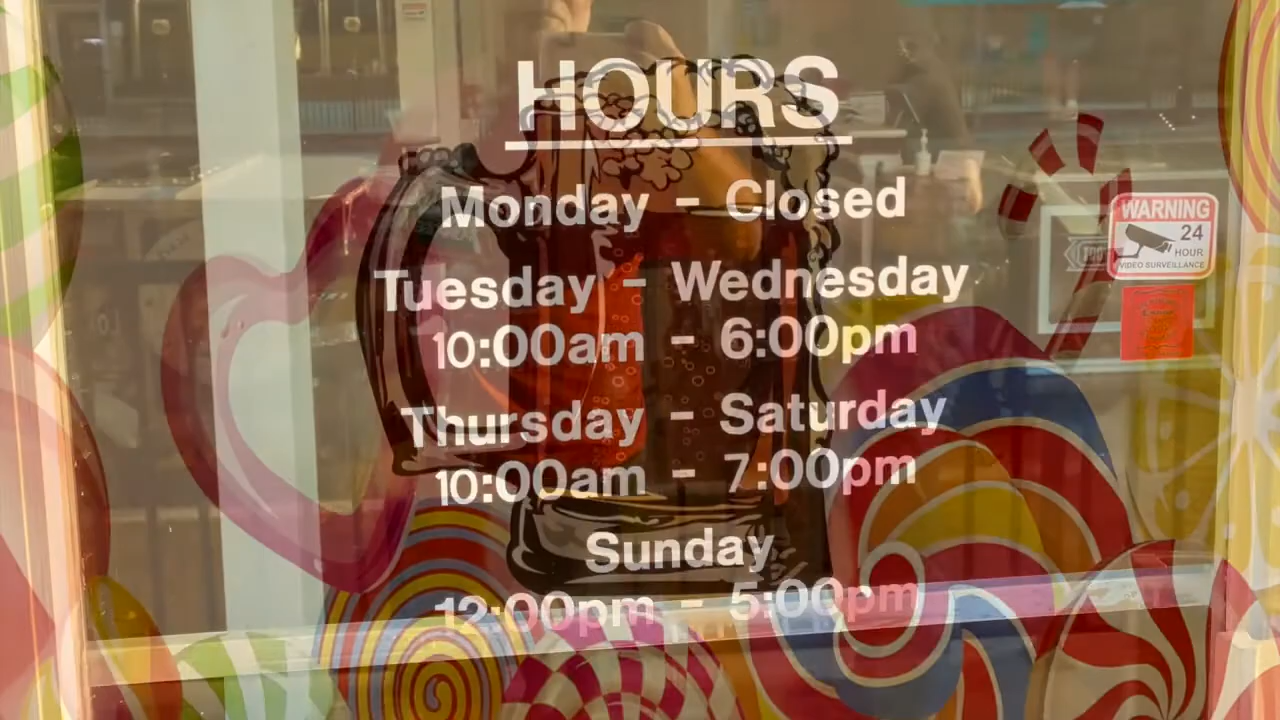 HOURS
Monday - Closed
Tuesday - Wednesday
10:00am - 6:00pm
Thursday - Saturday
10:00am - 7:00pm
Sunday
12:00pm - 5:00pm
WARNING
24
HOUR
VIDEO SURVEILLANCE